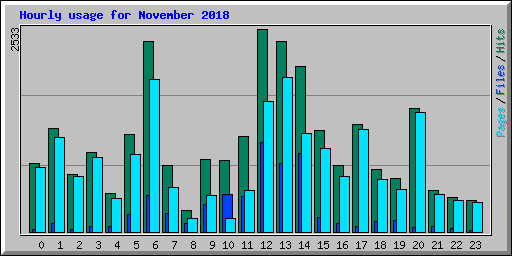 Hourly usage for November 2018
2533
Pages/Files/Hits
0 1 2 3 4 5 6 7 8 9 10 11 12 13 14 15 16 17 18 19 20 21 22 23